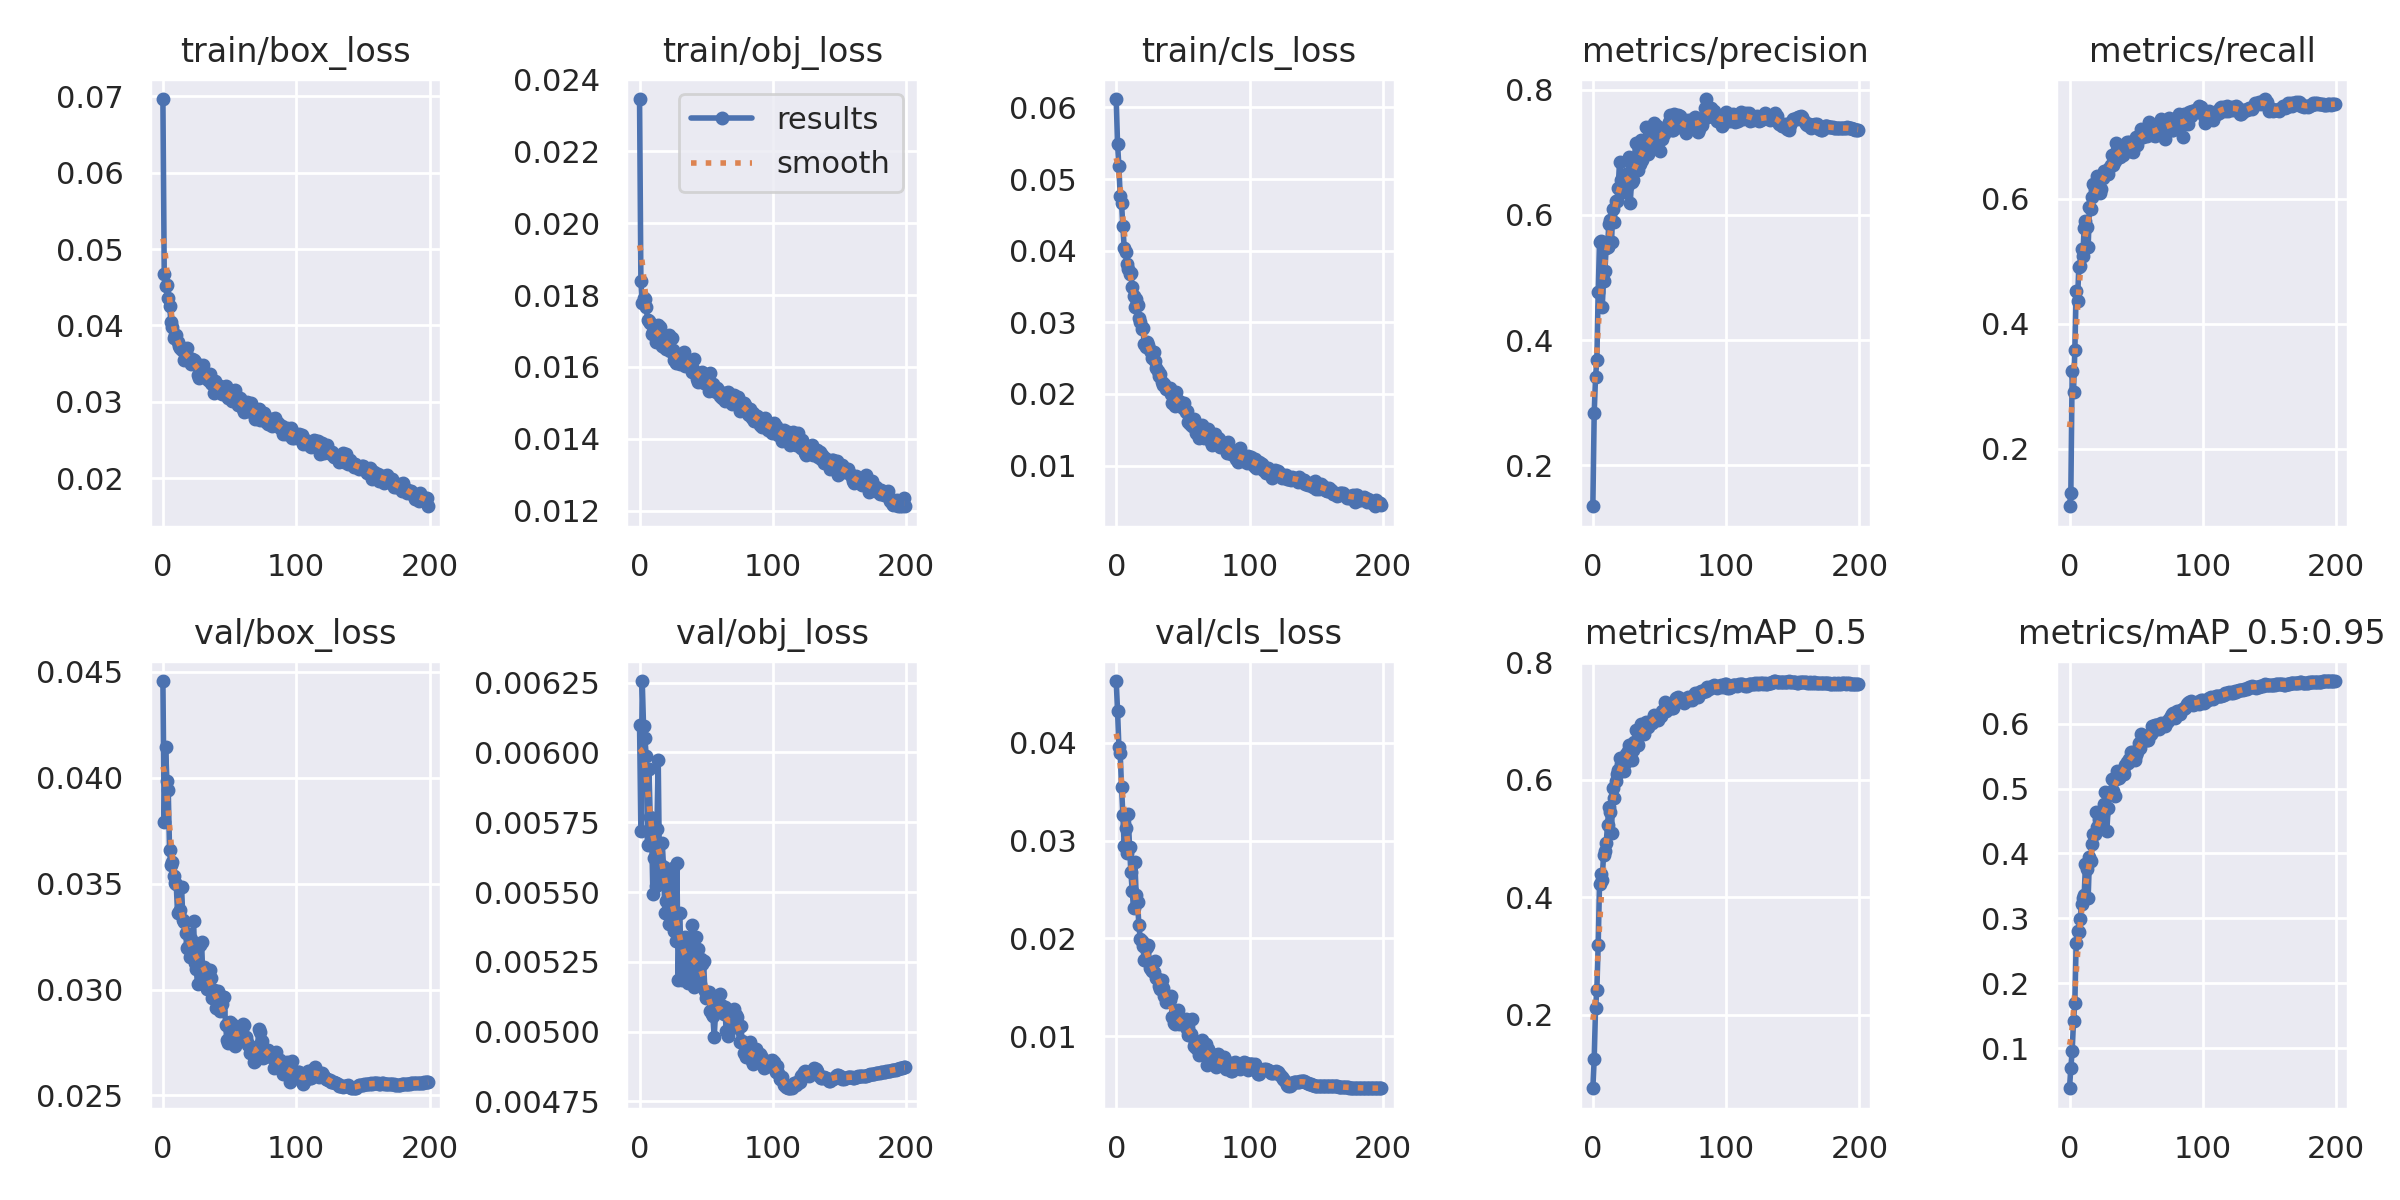 train/box_loss
0.07
0.06
0.05
0.04
0.03
0.02
0 100 200
train/obj_loss
0.024
0.022
0.020
0.018
0.016
0.014
0.012
results
smooth
0 100 200
train/cls_loss
0.06
0.05
0.04
0.03
0.02
0.01
0 100 200
metrics/precision
0.8
0.6
0.4
0.2
0 100 200
metrics/recall
0.6
0.4
0.2
0 100 200
val/box_loss
0.045
0.040
0.035
0.030
0.025
0 100 200
val/obj_loss
0.00625
0.00600
0.00575
0.00550
0.00525
0.00500
0.00475
0 100 200
val/cls_loss
0.04
0.03
0.02
0.01
0 100 200
metrics/mAP_0.5
0.8
0.6
0.4
0.2
0 100 200
metrics/mAP_0.5:0.95
0.6
0.5
0.4
0.3
0.2
0.1
0 100 200